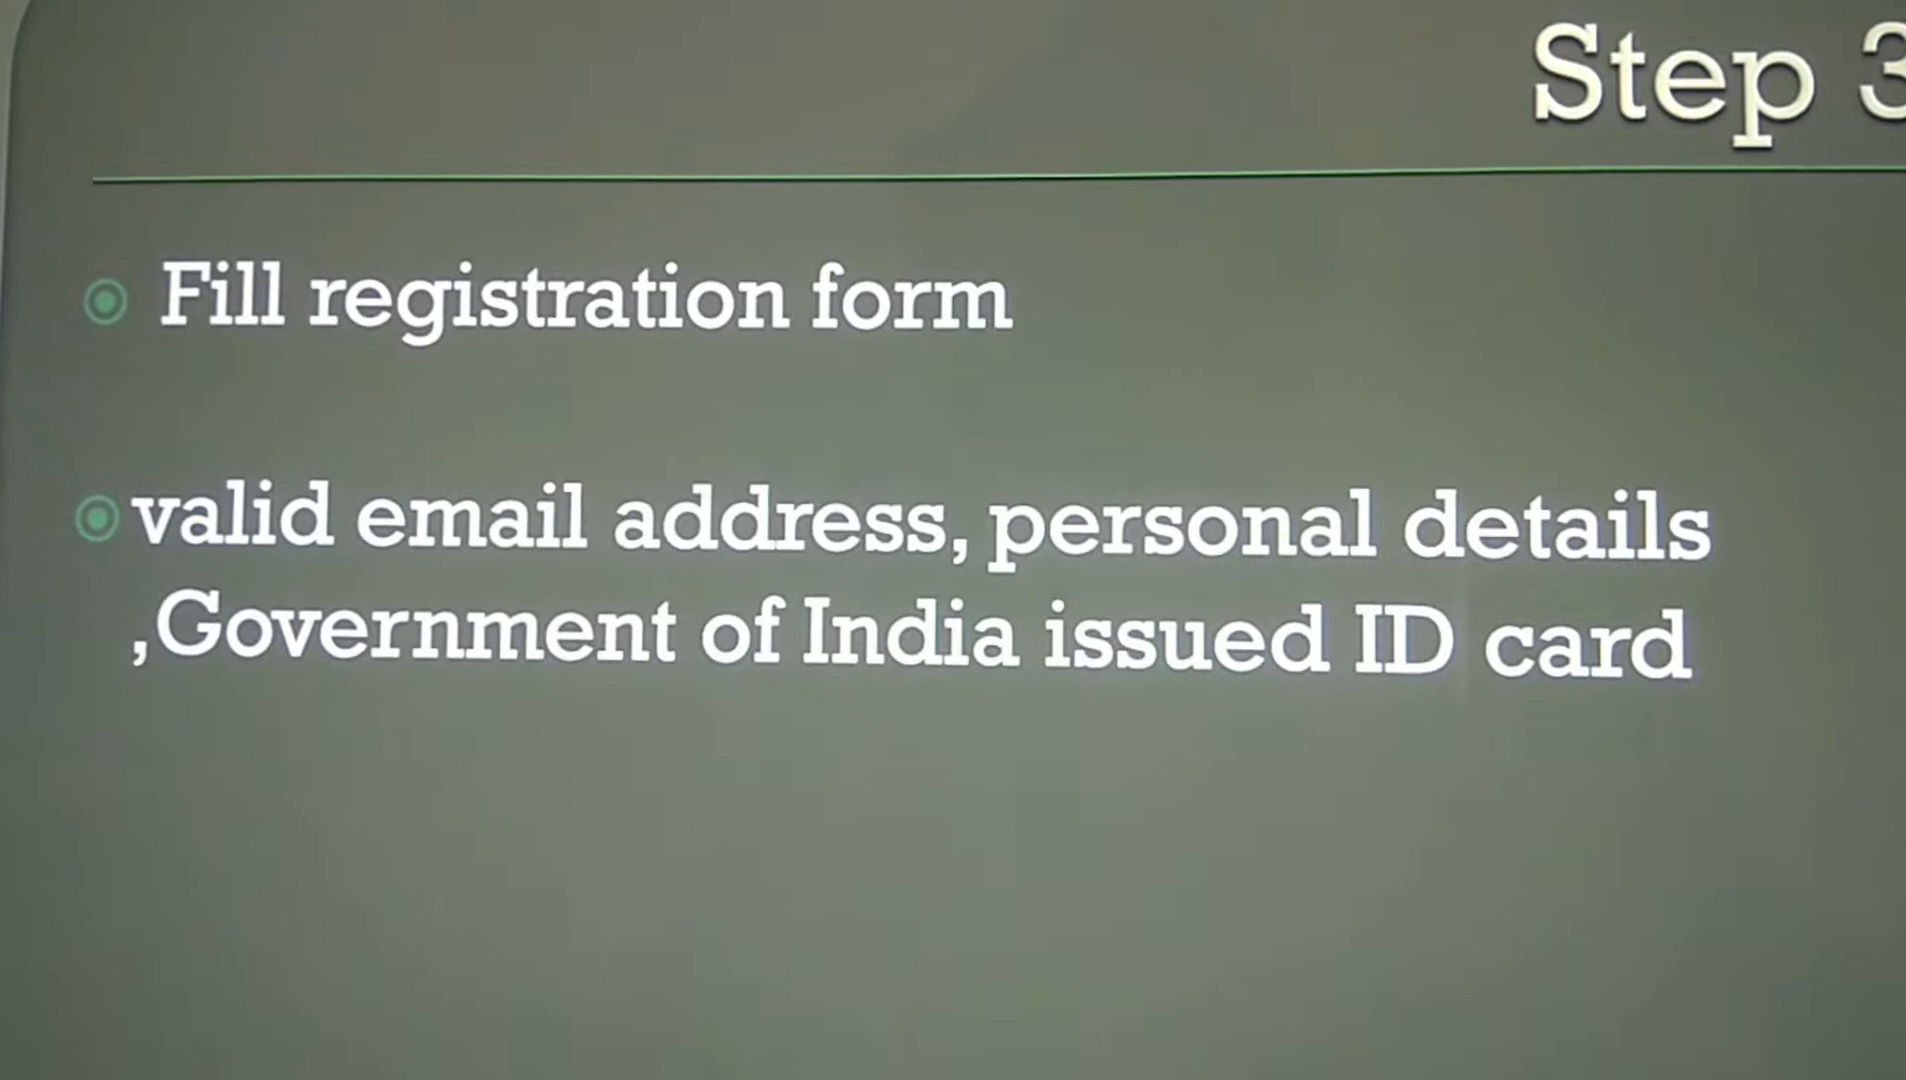 Step 3
Fill registration form
valid email address, personal details
,Government of India issued ID card